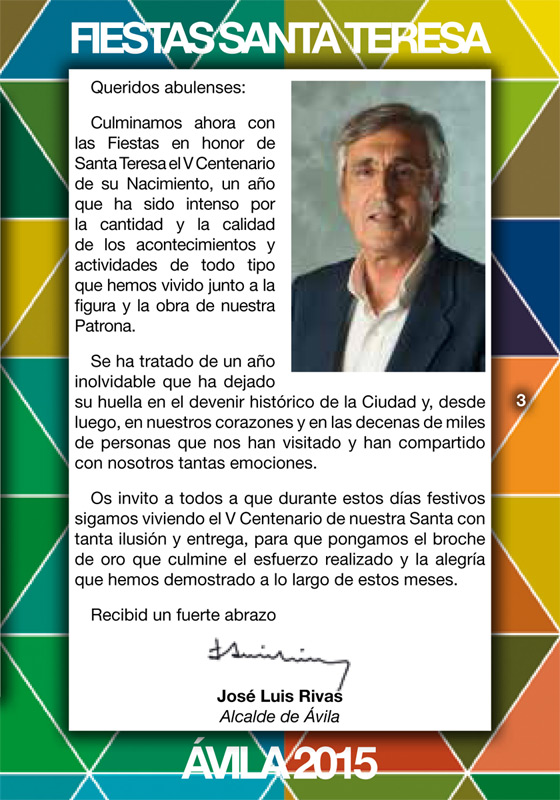 FIESTAS SANTA TERESA
Queridos abulenses:
Culminamos ahora con
las Fiestas en honor de
Santa Teresa el V Centenario
de su Nacimiento, un año
que ha sido intenso por
la cantidad y la calidad
de los acontecimientos y
actividades de todo tipo
que hemos vivido junto a la
figura y la obra de nuestra
Patrona.
Se ha tratado de un año
inolvidable que ha dejado
su huella en el devenir histórico de la Ciudad y, desde
luego, en nuestros corazones y en las decenas de miles
de personas que nos han visitado y han compartido
con nosotros tantas emociones.
Os invito a todos a que durante estos días festivos
sigamos viviendo el V Centenario de nuestra Santa con
tanta ilusión y entrega, para que pongamos el broche
de oro que culmine el esfuerzo realizado y la alegría
que hemos demostrado a lo largo de estos meses.
Recibid un fuerte abrazo
José Luis Rivas
Alcalde de Ávila
3
ÁVILA 2015